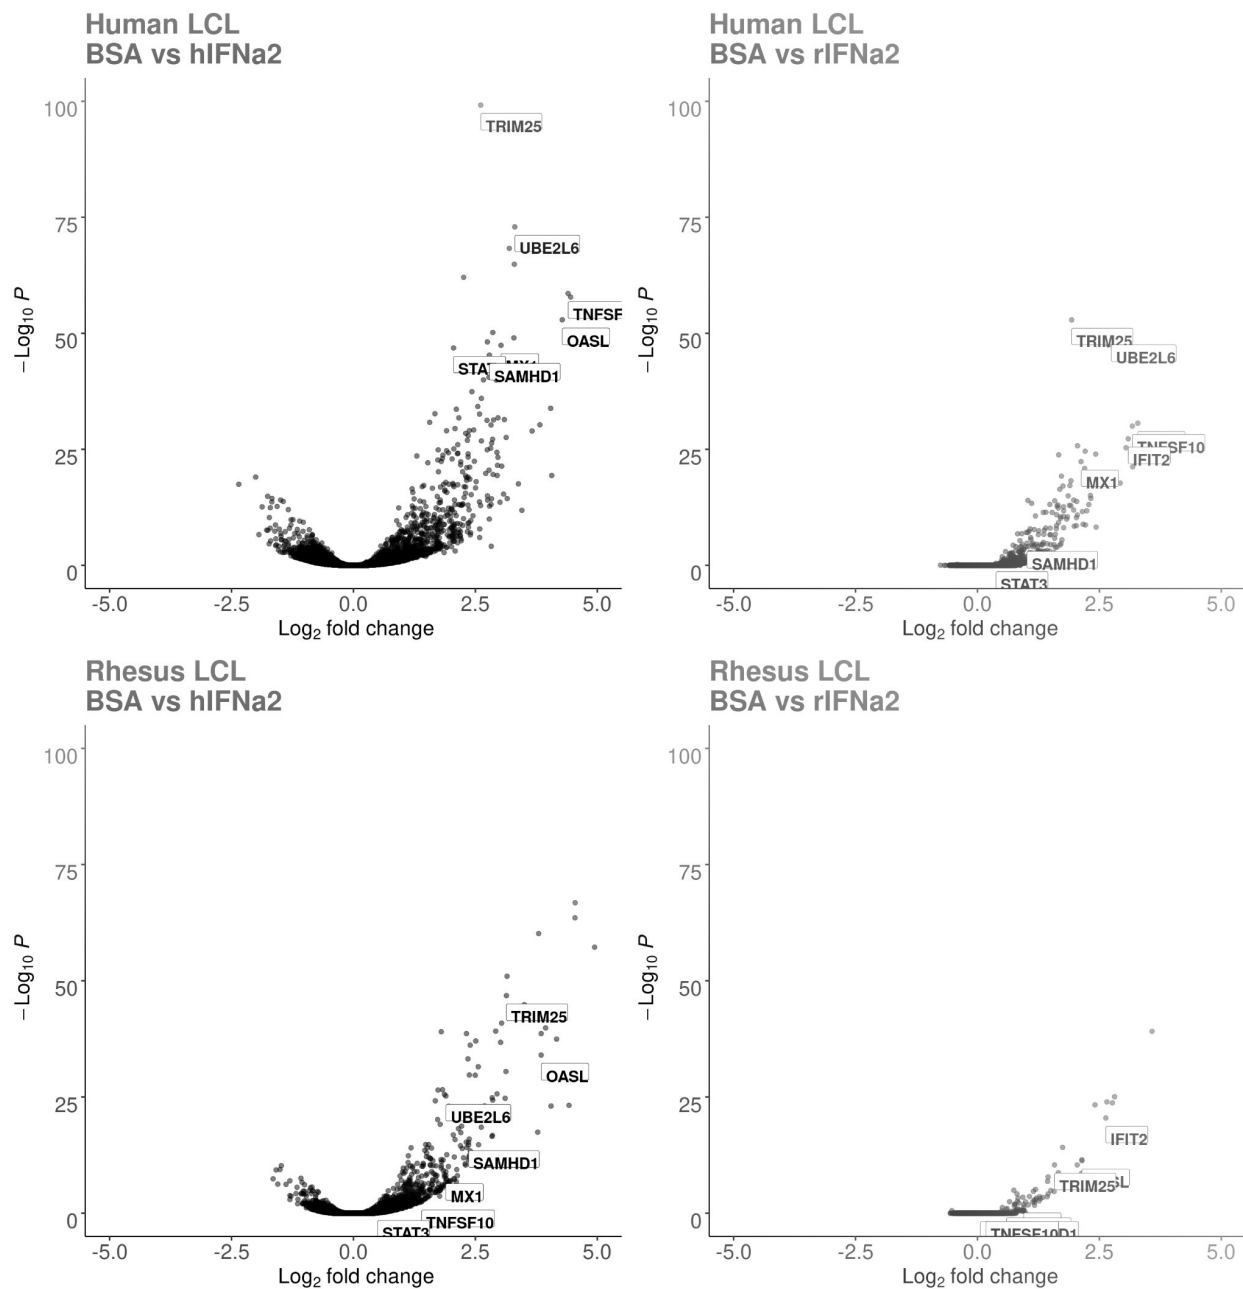 Human LCL
BSA vs hIFNa2
100
75
50
25
0
−Log10 P
TRIM25
UBE2L6
TNFSF
OASL
STAT
MX1
SAMHD1
-5.0 -2.5 0.0 2.5 5.0
Log2 fold change
Human LCL
BSA vs rIFNa2
100
75
50
25
0
−Log10 P
TRIM25
UBE2L6
TNFSF10
IFIT2
MX1
SAMHD1
STAT3
-5.0 -2.5 0.0 2.5 5.0
Log2 fold change
Rhesus LCL
BSA vs hIFNa2
100
75
50
25
0
−Log10 P
TRIM25
OASL
UBE2L6
SAMHD1
MX1
TNFSF10
STAT3
-5.0 -2.5 0.0 2.5 5.0
Log2 fold change
Rhesus LCL
BSA vs rIFNa2
100
75
50
25
0
−Log10 P
IFIT2
TRIM25 SL
TNFSF10 D1
-5.0 -2.5 0.0 2.5 5.0
Log2 fold change